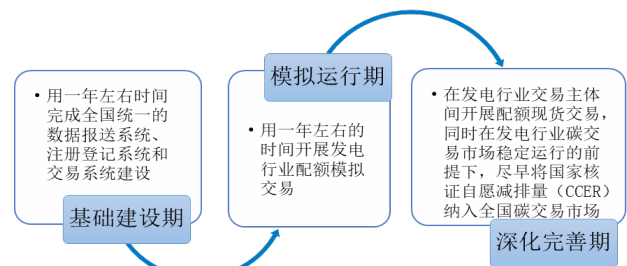 • 用一年左右时间
完成全国统一的
数据报送系统、
注册登记系统和
交易系统建设
基础建设期
模拟运行期
• 用一年左右的
时间开展发电
行业配额模拟
交易
• 在发电行业交易主体
间开展配额现货交易，
同时在发电行业碳交
易市场稳定运行的前
提下，尽早将国家核
证自愿减排量（CCER）
纳入全国碳交易市场
深化完善期